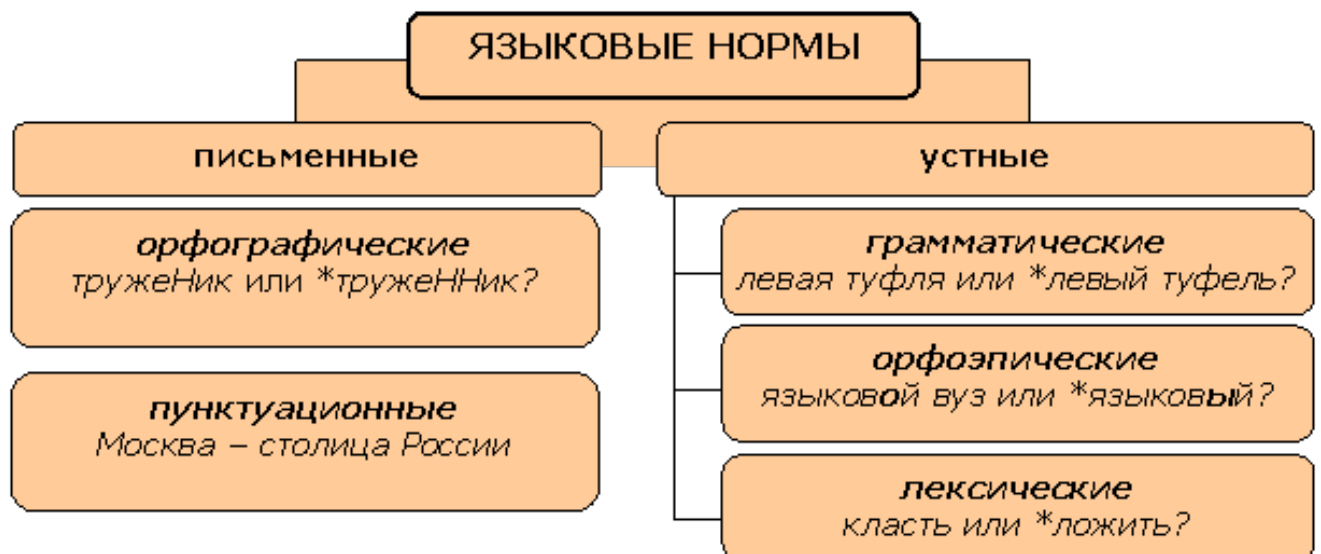 ЯЗЫКОВЫЕ НОРМЫ
письменные
орфографические
тружеНик или *тружеННик?
пунктуационные
Москва – столица России
устные
грамматические
левая туфля или *левый туфель?
орфоэпические
языковой вуз или *языковый?
лексические
класть или *ложить?